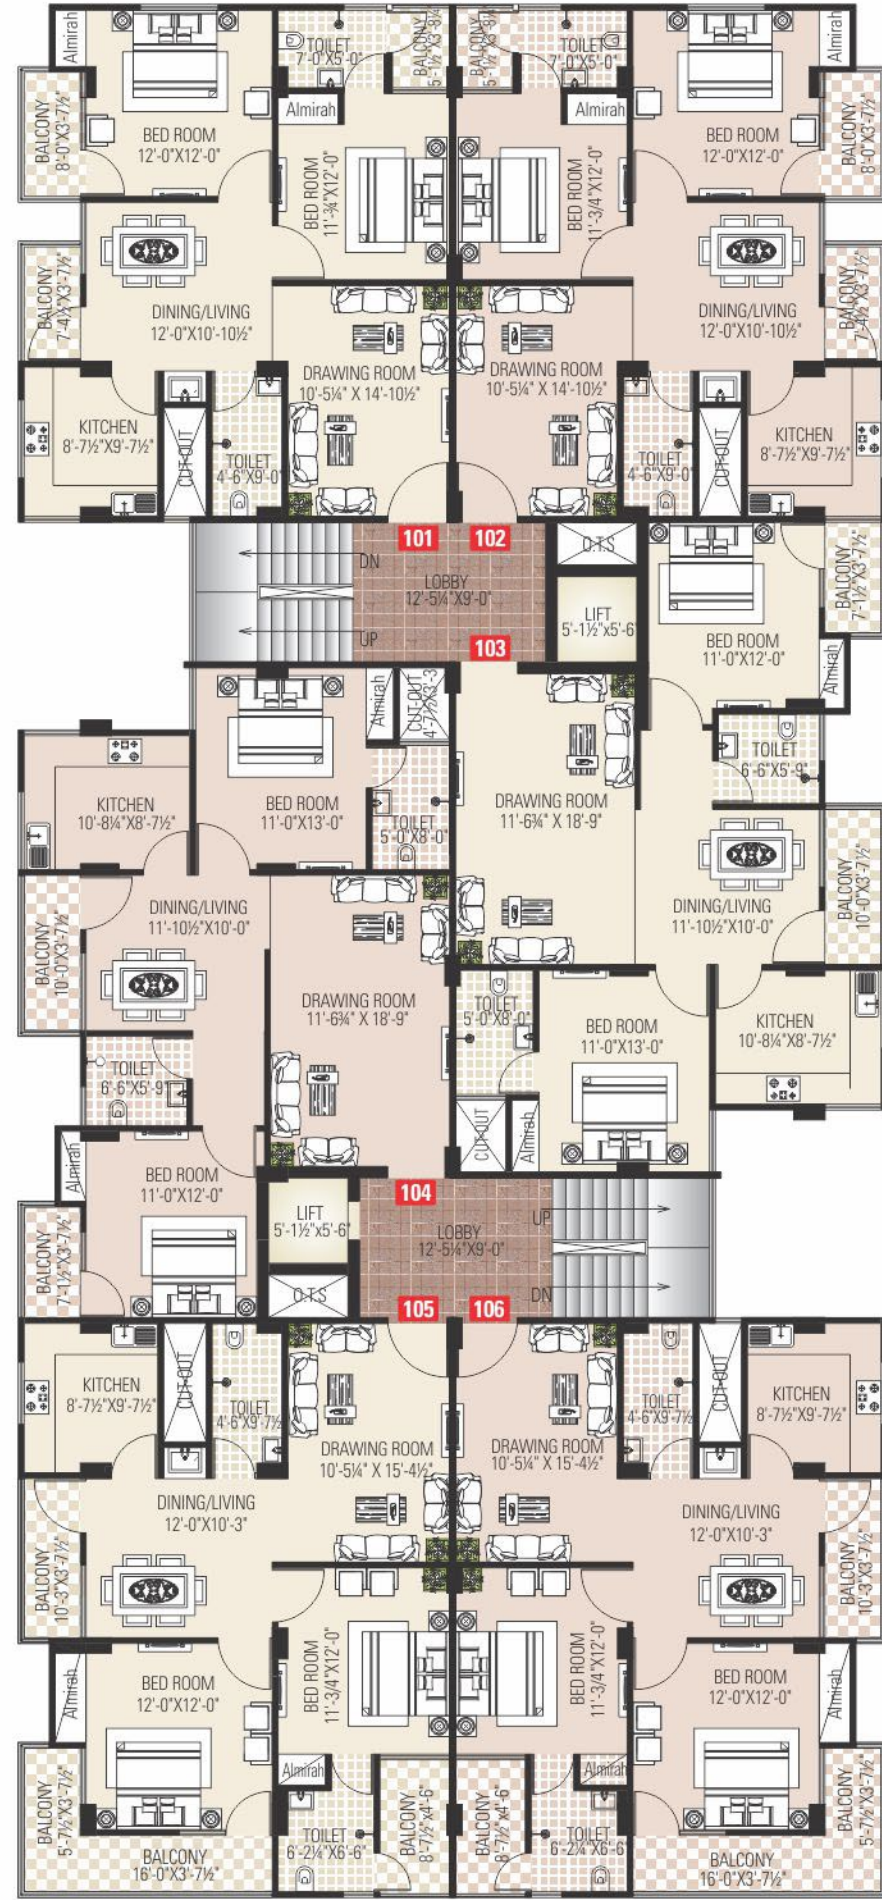 Almirah
TOILET
7'-0"X5'-0"
BALCONY
5'-1½"X3'-8¼"
BALCONY
5'-1½"X3'-8¼"
TOILET
7'-0"X5'-0"
Almirah
BALCONY
8'-0"X3'-7½"
BED ROOM
12'-0"X12'-0"
Almirah
BED ROOM
11'-¾"X12'-0"
Almirah
BED ROOM
11'-3/4"X12'-0"
BED ROOM
12'-0"X12'-0"
BALCONY
8'-0"X3'-7½"
BALCONY
7'-4½"X3'-7½"
DINING/LIVING
12'-0"X10'-10½"
DINING/LIVING
12'-0"X10'-10½"
BALCONY
7'-4½"X3'-7½"
DRAWING ROOM
10'-5¼" X 14'-10½"
DRAWING ROOM
10'-5¼" X 14'-10½"
KITCHEN
8'-7½"X9'-7½"
CUT-OUT
TOILET
4'-6"X9'-0"
TOILET
4'-6"X9'-0"
CUT-OUT
KITCHEN
8'-7½"X9'-7½"
101
102
DN
LOBBY
12'-5¼"X9'-0"
UP
103
O.T.S
LIFT
5'-1½"x5'-6"
BALCONY
7'-1½"X3'-7½"
BED ROOM
11'-0"X12'-0"
Almirah
Almirah
CUT-OUT
4'-7½X3'-3
TOILET
6'-6"X5'-9"
KITCHEN
10'-8¼"X8'-7½"
BED ROOM
11'-0"X13'-0"
TOILET
5'-0"X8'-0"
DRAWING ROOM
11'-6¾" X 18'-9"
DINING/LIVING
11'-10½"X10'-0"
BALCONY
10'-0"X3'-7½"
BALCONY
10'-0"X3'-7½"
DINING/LIVING
11'-10½"X10'-0"
DRAWING ROOM
11'-6¾" X 18'-9"
TOILET
5'-0"X8'-0"
BED ROOM
11'-0"X13'-0"
KITCHEN
10'-8¼"X8'-7½"
TOILET
6'-6"X5'-9"
CUT-OUT
Almirah
Almirah
BED ROOM
11'-0"X12'-0"
BALCONY
7'-1½"X3'-7½"
LIFT
5'-1½"x5'-6"
O.T.S
104
UP
LOBBY
12'-5¼"X9'-0"
DN
105
106
KITCHEN
8'-7½"X9'-7½"
CUT-OUT
TOILET
4'-6"X9'-7½
TOILET
4'-6"X9'-7½
CUT-OUT
KITCHEN
8'-7½"X9'-7½"
DRAWING ROOM
10'-5¼" X 15'-4½"
DRAWING ROOM
10'-5¼" X 15'-4½"
DINING/LIVING
12'-0"X10'-3"
DINING/LIVING
12'-0"X10'-3"
BALCONY
10'-3"X3'-7½"
BALCONY
10'-3"X3'-7½"
Almirah
BED ROOM
12'-0"X12'-0"
BED ROOM
11'-3/4"X12'-0"
BED ROOM
11'-3/4"X12'-0"
BED ROOM
12'-0"X12'-0"
Almirah
Almirah
Almirah
BALCONY
5'-7½"X3'-7½
BALCONY
16'-0"X3'-7½"
TOILET
6'-2¼"X6'-6"
BALCONY
8'-7½"x4'-6"
BALCONY
8'-7½"x4'-6"
TOILET
6'-2¼"X6'-6"
BALCONY
16'-0"X3'-7½"
BALCONY
5'-7½"X3'-7½